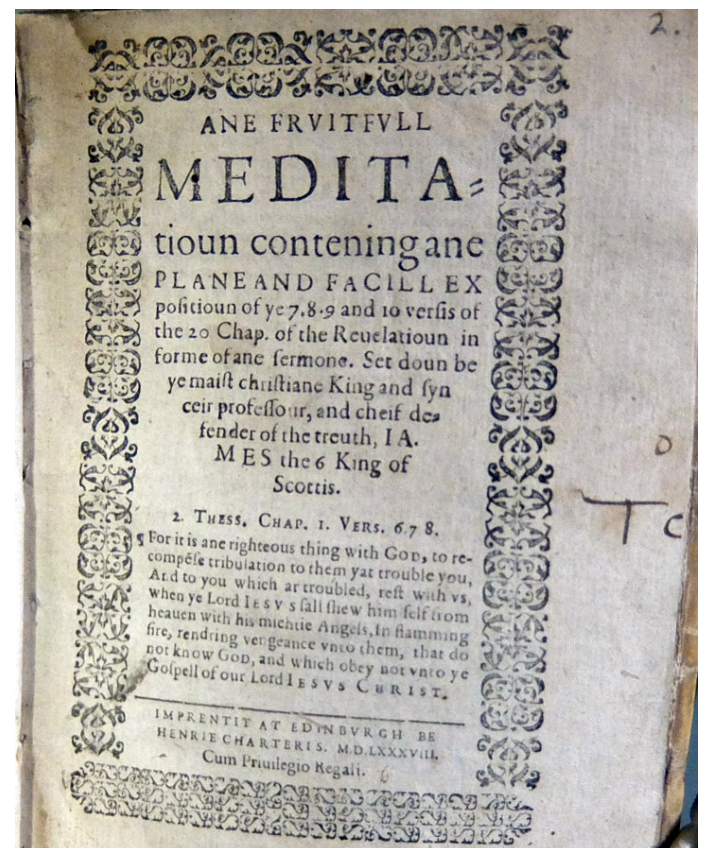 2.
ANE FRVITFVLL
MEDITA=
tioun contening ane
PLANE AND FACILL EX
poſitioun of ye 7.8.9 and 10 verſis of
the 20 Chap. of the Reuelatioun in
forme of ane ſermone. Set doun be
ye maiſt chriſtiane King and ſyn
ceir profeſſour, and cheif de=
fender of the treuth, IA.
MES the 6 King of
Scottis.
2. THESS. CHAP. 1. VERS. 6.7 8.
¶ For it is ane righteous thing with GOD, to re-
compẽſe tribulation to them yat trouble you,
And to you which ar troubled, reſt with vs,
when ye Lord IESVS ſall ſhew him ſelf from
heauen with his michtie Angels, In flamming
fire, rendring vengeance vnto them, that do
not know GOD, and which obey not vnto ye
Goſpell of our Lord IESVS CHRIST.
IMPRENTIT AT EDINBVRGH BE
HENRIE CHARTERIS. M.D.LXXXVIII.
Cum Priuilegio Regali.